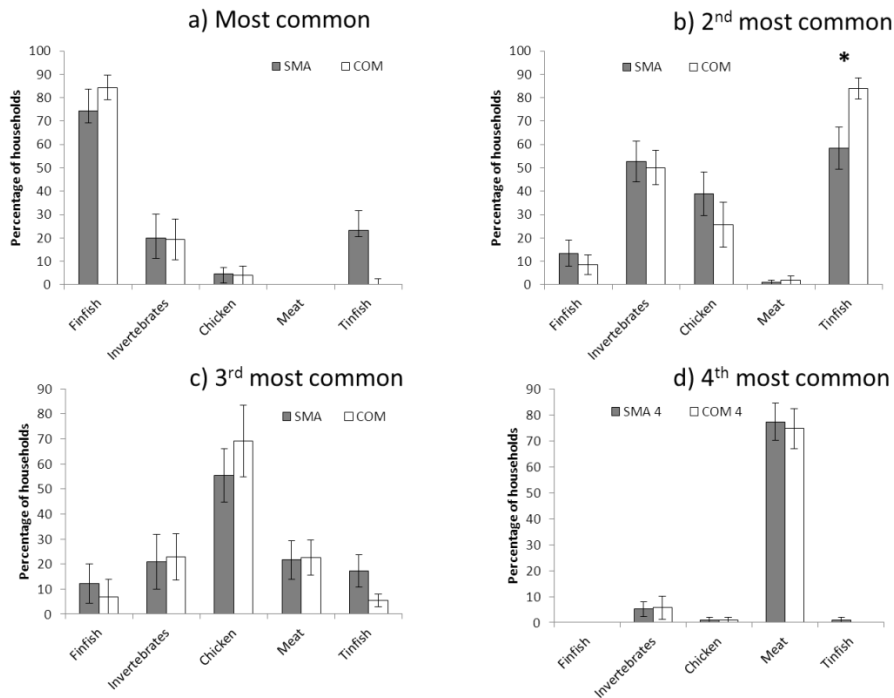 a) Most common
100
90
80
70
60
50
40
30
20
10
0
Percentage of households
SMA COM
Finfish Invertebrates Chicken Meat Tinfish
b) 2nd most common
*
100
90
80
70
60
50
40
30
20
10
0
Percentage of households
SMA COM
Finfish Invertebrates Chicken Meat Tinfish
c) 3rd most common
90
80
70
60
50
40
30
20
10
0
Percentage of households
SMA COM
Finfish Invertebrates Chicken Meat Tinfish
d) 4th most common
90
80
70
60
50
40
30
20
10
0
Percentage of households
SMA 4 COM 4
Finfish Invertebrates Chicken Meat Tinfish